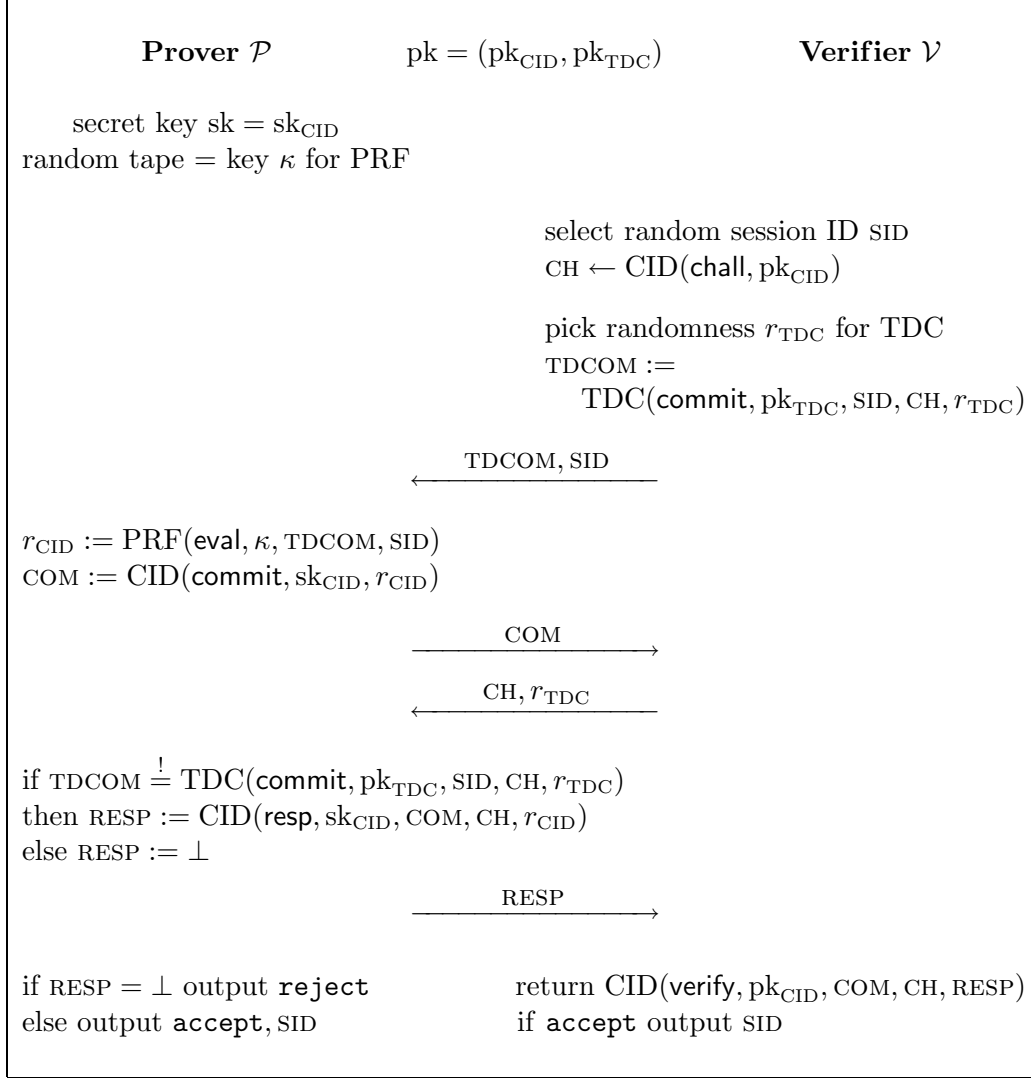 Prover 𝒫 pk = (pk_CID, pk_TDC) Verifier 𝒱
secret key sk = sk_CID
random tape = key κ for PRF
select random session ID SID
CH ← CID(chall, pk_CID)
pick randomness r_TDC for TDC
TDCOM :=
TDC(commit, pk_TDC, SID, CH, r_TDC)
TDCOM, SID
←
r_CID := PRF(eval, κ, TDCOM, SID)
COM := CID(commit, sk_CID, r_CID)
COM
→
CH, r_TDC
←
if TDCOM =! TDC(commit, pk_TDC, SID, CH, r_TDC)
then RESP := CID(resp, sk_CID, COM, CH, r_CID)
else RESP := ⊥
RESP
→
if RESP = ⊥ output reject return CID(verify, pk_CID, COM, CH, RESP)
else output accept, SID if accept output SID